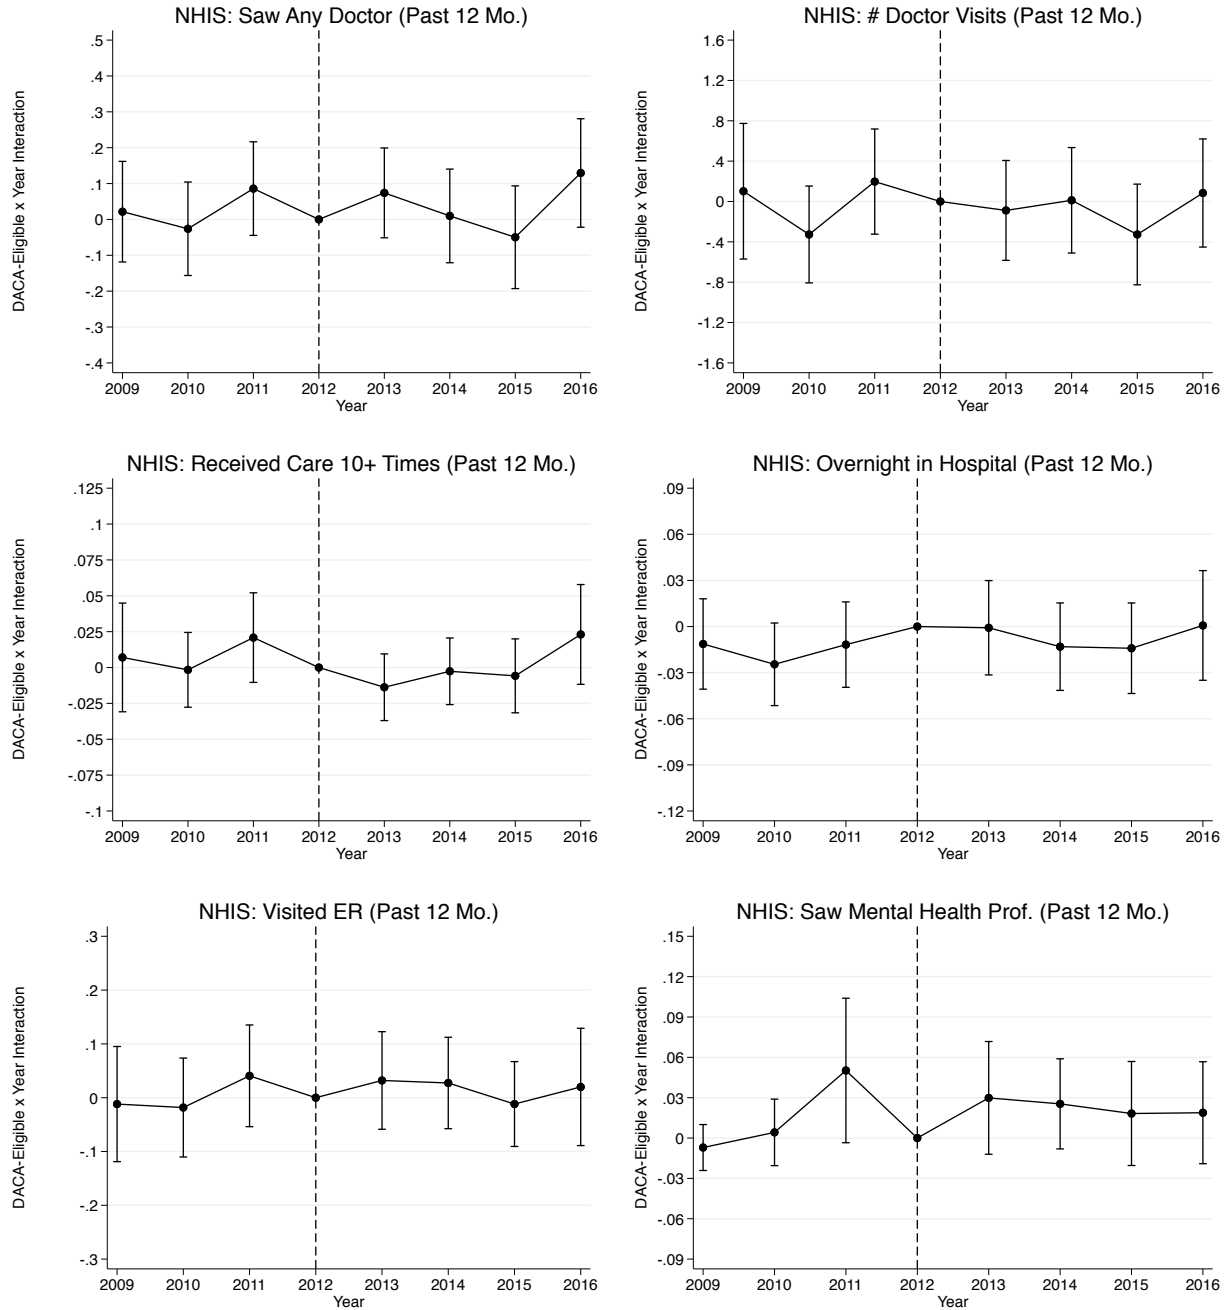 NHIS: Saw Any Doctor (Past 12 Mo.)
DACA-Eligible x Year Interaction
.5
.4
.3
.2
.1
0
-.1
-.2
-.3
-.4
2009 2010 2011 2012 2013 2014 2015 2016
Year
NHIS: # Doctor Visits (Past 12 Mo.)
DACA-Eligible x Year Interaction
1.6
1.2
.8
.4
0
-.4
-.8
-1.2
-1.6
2009 2010 2011 2012 2013 2014 2015 2016
Year
NHIS: Received Care 10+ Times (Past 12 Mo.)
DACA-Eligible x Year Interaction
.125
.1
.075
.05
.025
0
-.025
-.05
-.075
-.1
2009 2010 2011 2012 2013 2014 2015 2016
Year
NHIS: Overnight in Hospital (Past 12 Mo.)
DACA-Eligible x Year Interaction
.09
.06
.03
0
-.03
-.06
-.09
-.12
2009 2010 2011 2012 2013 2014 2015 2016
Year
NHIS: Visited ER (Past 12 Mo.)
DACA-Eligible x Year Interaction
.3
.2
.1
0
-.1
-.2
-.3
2009 2010 2011 2012 2013 2014 2015 2016
Year
NHIS: Saw Mental Health Prof. (Past 12 Mo.)
DACA-Eligible x Year Interaction
.15
.12
.09
.06
.03
0
-.03
-.06
-.09
2009 2010 2011 2012 2013 2014 2015 2016
Year